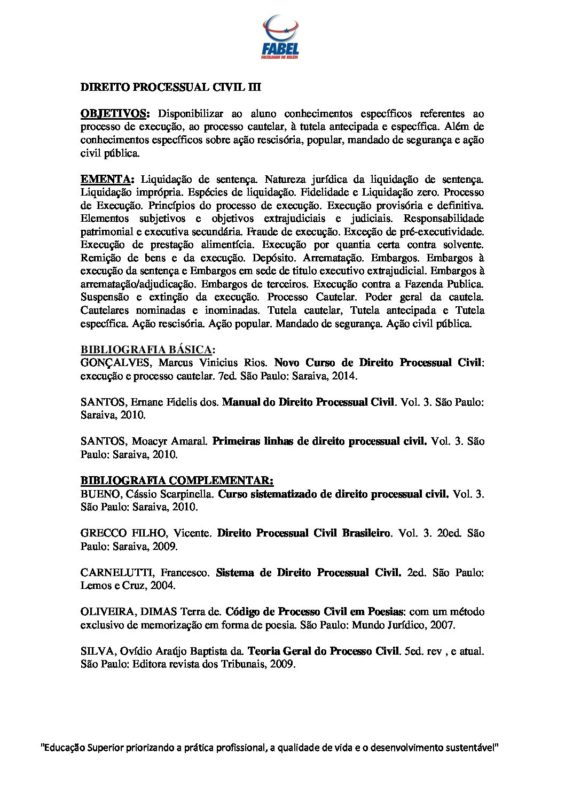 FABEL
DIREITO PROCESSUAL CIVIL III
OBJETIVOS: Disponibilizar ao aluno conhecimentos específicos referentes ao
processo de execução, ao processo cautelar, à tutela antecipada e específica. Além de
conhecimentos específicos sobre ação rescisória, popular, mandado de segurança e ação
civil pública.
EMENTA: Liquidação de sentença. Natureza jurídica da liquidação de sentença.
Liquidação imprópria. Espécies de liquidação. Fidelidade e Liquidação zero. Processo
de Execução. Princípios do processo de execução. Execução provisória e definitiva.
Elementos subjetivos e objetivos extrajudiciais e judiciais. Responsabilidade
patrimonial e executiva secundária. Fraude de execução. Exceção de pré-executividade.
Execução de prestação alimentícia. Execução por quantia certa contra solvente.
Remição de bens e da execução. Depósito. Arrematação. Embargos. Embargos à
execução da sentença e Embargos em sede de titulo executivo extrajudicial. Embargos à
arrematação/adjudicação. Embargos de terceiros. Execução contra a Fazenda Publica.
Suspensão e extinção da execução. Processo Cautelar. Poder geral da cautela.
Cautelares nominadas e inominadas. Tutela cautelar, Tutela antecipada e Tutela
específica. Ação rescisória. Ação popular. Mandado de segurança. Ação civil pública.
BIBLIOGRAFIA BÁSICA:
GONÇALVES, Marcus Vinicius Rios. Novo Curso de Direito Processual Civil:
execução e processo cautelar. 7ed. São Paulo: Saraiva, 2014.
SANTOS, Ernane Fidelis dos. Manual do Direito Processual Civil. Vol. 3. São Paulo:
Saraiva, 2010.
SANTOS, Moacyr Amaral. Primeiras linhas de direito processual civil. Vol. 3. São
Paulo: Saraiva, 2010.
BIBLIOGRAFIA COMPLEMENTAR:
BUENO, Cássio Scarpinella. Curso sistematizado de direito processual civil. Vol. 3.
São Paulo: Saraiva, 2010.
GRECCO FILHO, Vicente. Direito Processual Civil Brasileiro. Vol. 3. 20ed. São
Paulo: Saraiva, 2009.
CARNELUTTI, Francesco. Sistema de Direito Processual Civil. 2ed. São Paulo:
Lemos e Cruz, 2004.
OLIVEIRA, DIMAS Terra de. Código de Processo Civil em Poesias: com um método
exclusivo de memorização em forma de poesia. São Paulo: Mundo Jurídico, 2007.
SILVA, Ovídio Araújo Baptista da. Teoria Geral do Processo Civil. 5ed. rev , e atual.
São Paulo: Editora revista dos Tribunais, 2009.
"Educação Superior priorizando a prática profissional, a qualidade de vida e o desenvolvimento sustentável"